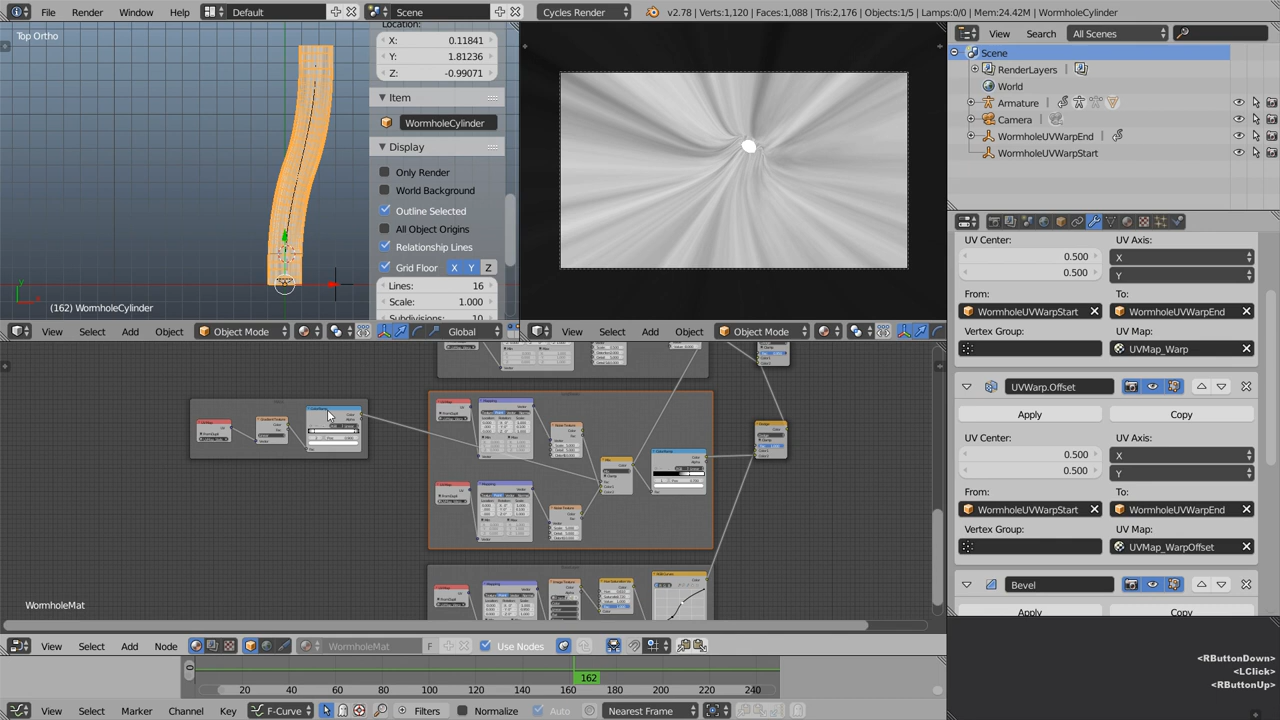 File Render Window Help Default Scene Cycles Render v2.78 | Verts:1,120 | Faces:1,088 | Tris:2,176 | Objects:1/5 | Lamps:0/0 | Mem:24.42M | WormholeCylinder
Top Ortho
Location:
X: 0.11841
Y: 1.81236
Z: -0.99071
Item
WormholeCylinder
Display
Only Render
World Background
Outline Selected
All Object Origins
Relationship Lines
Grid Floor X Y Z
Lines: 16
Scale: 1.000
Subdivisions: 10
(162) WormholeCylinder
View Select Add Object Object Mode Global
View Select Add Object Object Mode
View Search All Scenes
Scene
RenderLayers
World
Armature
Camera
WormholeUVWarpEnd
WormholeUVWarpStart
UV Center: UV Axis:
0.500 X
0.500 Y
From: To:
WormholeUVWarpStart WormholeUVWarpEnd
Vertex Group: UV Map:
UVMap_Warp
UVWarp.Offset
Apply Copy
UV Center: UV Axis:
0.500 X
0.500 Y
From: To:
WormholeUVWarpStart WormholeUVWarpEnd
Vertex Group: UV Map:
UVMap_WarpOffset
Bevel
Apply Copy
WormholeMat
View Select Add Node WormholeMat F Use Nodes
162
0 20 40 60 80 100 120 140 160 180 200 220 240
View Select Marker Channel Key F-Curve Filters Normalize Auto Nearest Frame
<RButtonDown>
<LClick>
<RButtonUp>